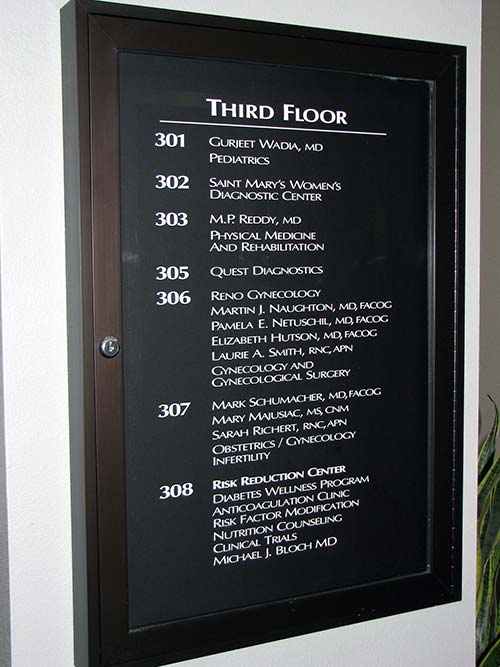 THIRD FLOOR
301 GURJEET WADIA, MD
PEDIATRICS
302 SAINT MARY'S WOMEN'S
DIAGNOSTIC CENTER
303 M.P. REDDY, MD
PHYSICAL MEDICINE
AND REHABILITATION
305 QUEST DIAGNOSTICS
306 RENO GYNECOLOGY
MARTIN J. NAUGHTON, MD, FACOG
PAMELA E. NETUSCHIL, MD, FACOG
ELIZABETH HUTSON, MD, FACOG
LAURIE A. SMITH, RNC, APN
GYNECOLOGY AND
GYNECOLOGICAL SURGERY
307 MARK SCHUMACHER, MD, FACOG
MARY MAJUSIAC, MS, CNM
SARAH RICHERT, RNC, APN
OBSTETRICS / GYNECOLOGY
INFERTILITY
308 RISK REDUCTION CENTER
DIABETES WELLNESS PROGRAM
ANTICOAGULATION CLINIC
RISK FACTOR MODIFICATION
NUTRITION COUNSELING
CLINICAL TRIALS
MICHAEL J. BLOCH MD